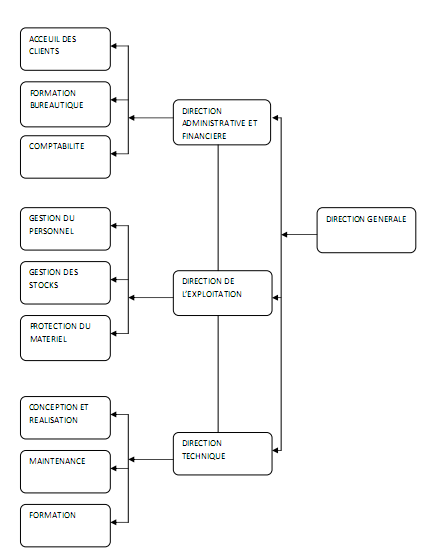 ACCEUIL DES
CLIENTS
FORMATION
BUREAUTIQUE
COMPTABILITE
DIRECTION
ADMINISTRATIVE ET
FINANCIERE
GESTION DU
PERSONNEL
GESTION DES
STOCKS
PROTECTION DU
MATERIEL
DIRECTION DE
L'EXPLOITATION
DIRECTION GENERALE
CONCEPTION ET
REALISATION
MAINTENANCE
FORMATION
DIRECTION
TECHNIQUE